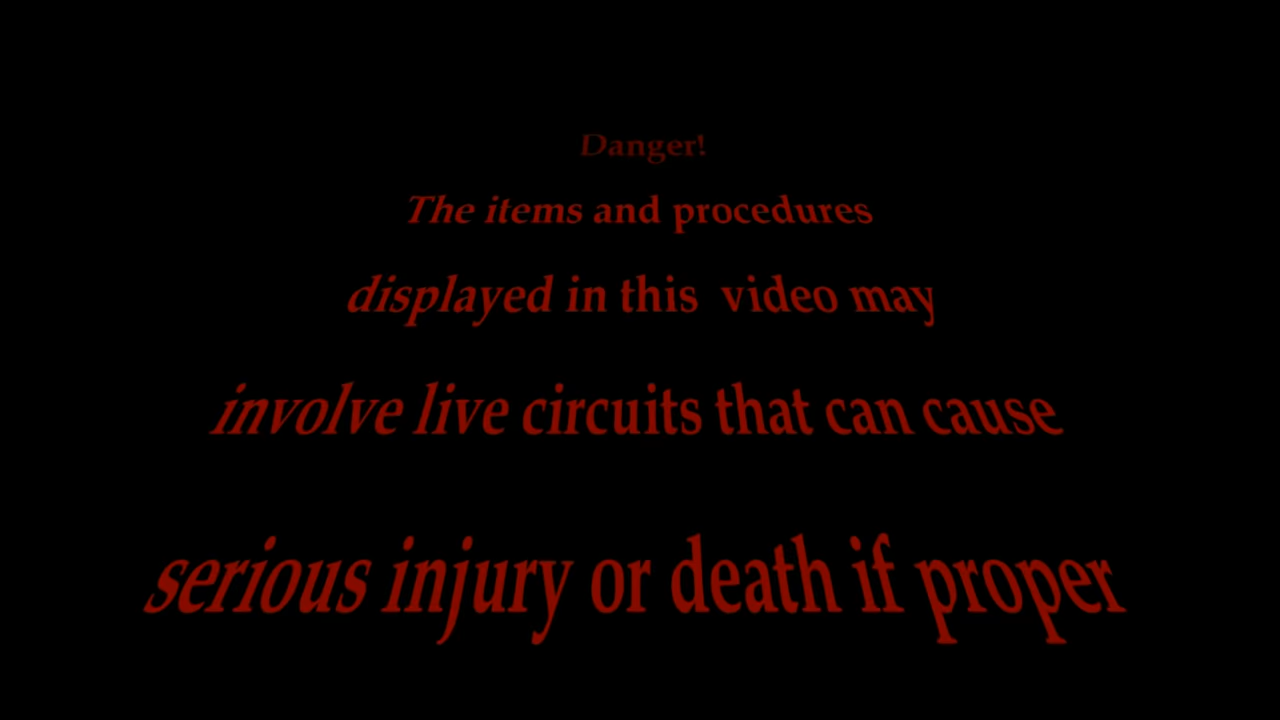 Danger!
The items and procedures
displayed in this  video may
involve live circuits that can cause
serious injury or death if proper